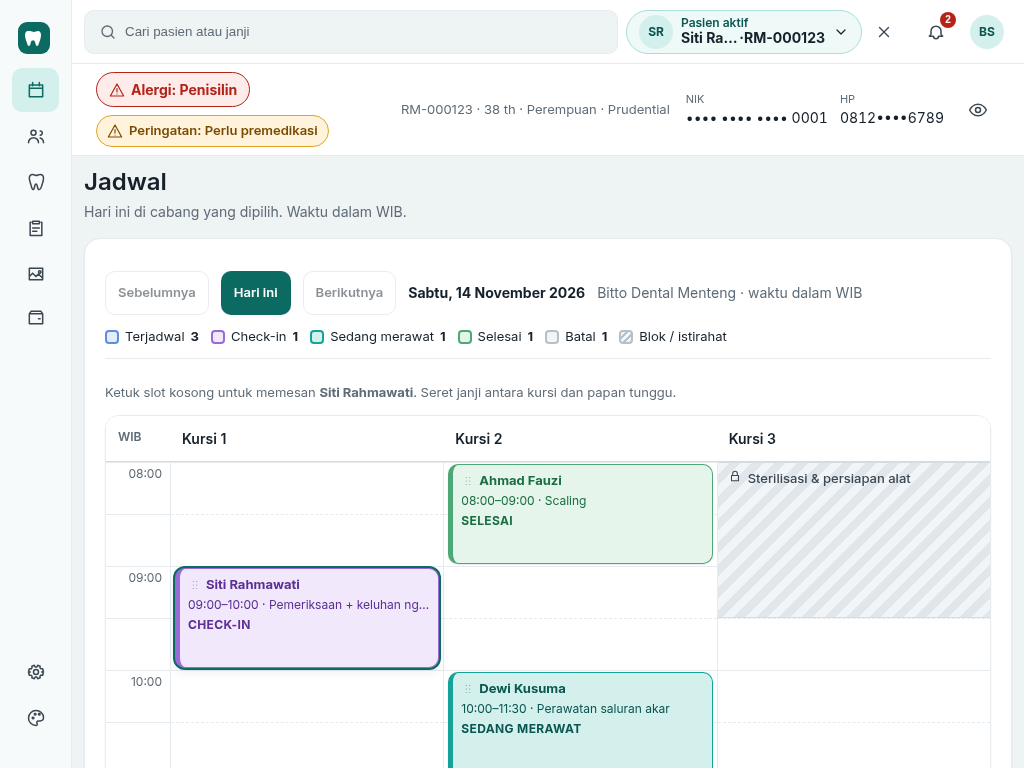 Cari pasien atau janji
SR
Pasien aktif
Siti Ra... ·RM-000123
2
BS
Alergi: Penisilin
Peringatan: Perlu premedikasi
RM-000123 · 38 th · Perempuan · Prudential
NIK
•••• •••• •••• 0001
HP
0812••••6789
Jadwal
Hari ini di cabang yang dipilih. Waktu dalam WIB.
Sebelumnya
Hari ini
Berikutnya
Sabtu, 14 November 2026
Bitto Dental Menteng · waktu dalam WIB
Terjadwal 3
Check-in 1
Sedang merawat 1
Selesai 1
Batal 1
Blok / istirahat
Ketuk slot kosong untuk memesan Siti Rahmawati. Seret janji antara kursi dan papan tunggu.
WIB
Kursi 1
Kursi 2
Kursi 3
08:00
Ahmad Fauzi
08:00–09:00 · Scaling
SELESAI
Sterilisasi & persiapan alat
09:00
Siti Rahmawati
09:00–10:00 · Pemeriksaan + keluhan ng...
CHECK-IN
10:00
Dewi Kusuma
10:00–11:30 · Perawatan saluran akar
SEDANG MERAWAT